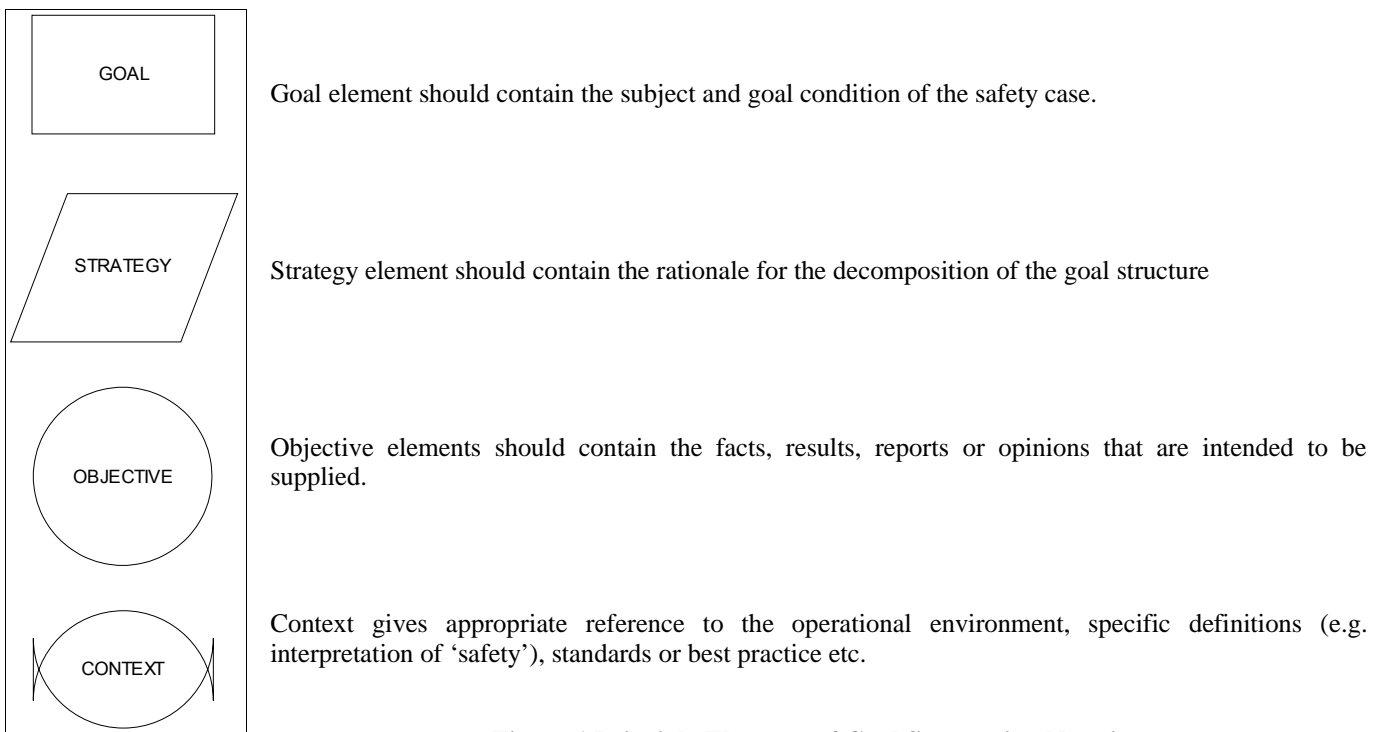 GOAL
Goal element should contain the subject and goal condition of the safety case.
STRATEGY
Strategy element should contain the rationale for the decomposition of the goal structure
OBJECTIVE
Objective elements should contain the facts, results, reports or opinions that are intended to be
supplied.
CONTEXT
Context gives appropriate reference to the operational environment, specific definitions (e.g.
interpretation of ‘safety’), standards or best practice etc.